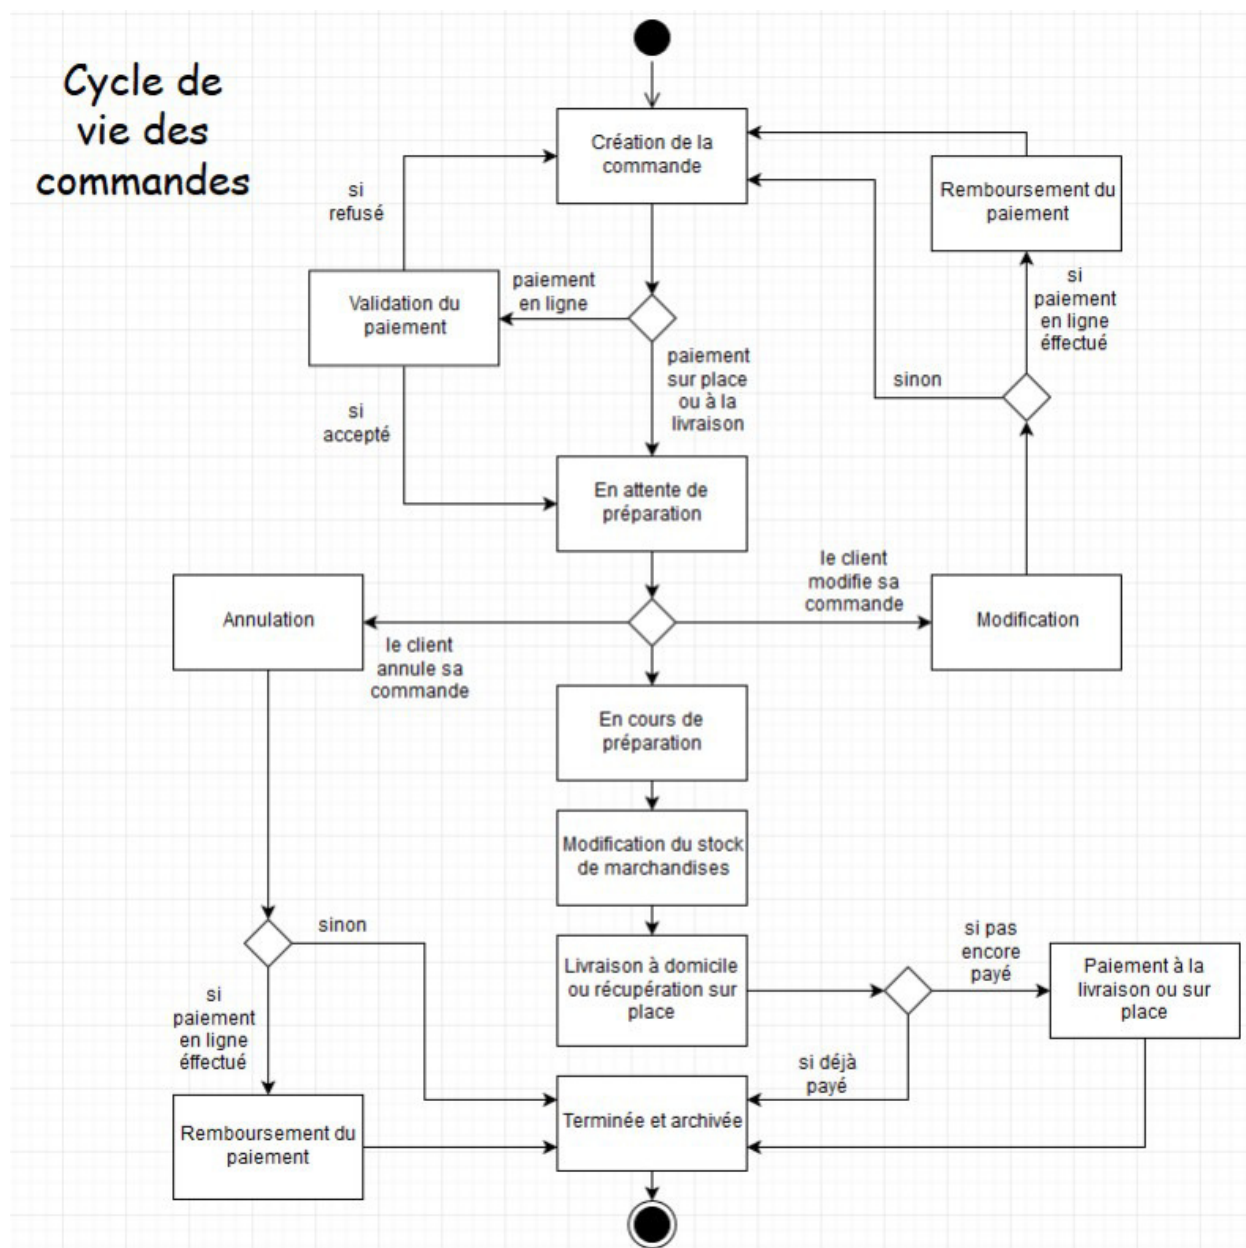 Cycle de
vie des
commandes
Création de la
commande
Remboursement du
paiement
si
refusé
Validation du
paiement
paiement
en ligne
si
paiement
en ligne
éffectué
paiement
sur place
ou à la
livraison
sinon
si
accepté
En attente de
préparation
le client
modifie sa
commande
Annulation
Modification
le client
annule sa
commande
En cours de
préparation
Modification du stock
de marchandises
sinon
si pas
encore
payé
Livraison à domicile
ou récupération sur
place
Paiement à la
livraison ou sur
place
si
paiement
en ligne
éffectué
si déjà
payé
Remboursement du
paiement
Terminée et archivée